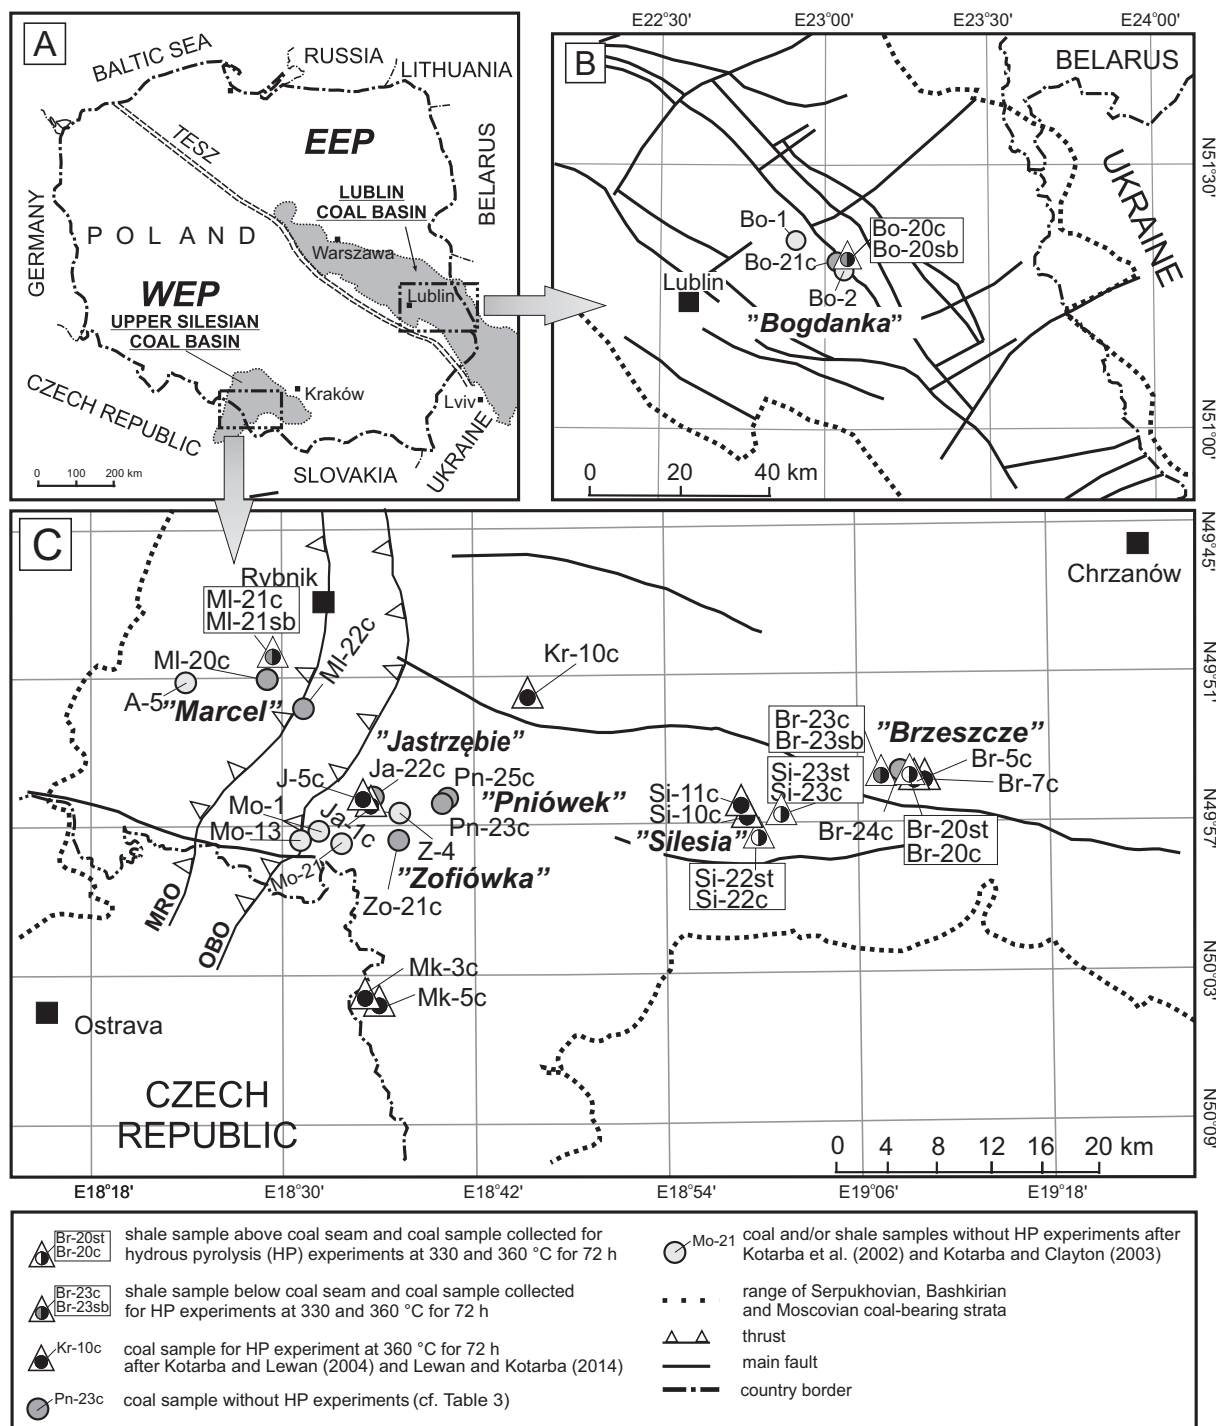 A
BALTIC SEA
RUSSIA
LITHUANIA
TESZ
EEP
BELARUS
LUBLIN
COAL BASIN
GERMANY
POLAND
Warszawa
WEP
Lublin
UPPER SILESIAN
COAL BASIN
CZECH REPUBLIC
Kraków
Lviv
UKRAINE
SLOVAKIA
0 100 200 km
E22°30' E23°00' E23°30' E24°00'
B
BELARUS
N51°30'
UKRAINE
Bo-1
Bo-20c
Bo-20sb
Bo-21c
Bo-2
Lublin
"Bogdanka"
N51°00'
0 20 40 km
C
N49°45'
Chrzanów
Rybnik
Ml-21c
Ml-21sb
Ml-22c
Ml-20c
Kr-10c
N49°51'
A-5
"Marcel"
Br-23c
Br-23sb
"Brzeszcze"
"Jastrzębie"
Br-5c
J-5c
Ja-22c
Pn-25c
Si-23st
Si-23c
Br-7c
Si-11c
Mo-1
"Pniówek"
Si-10c
Ja-21c
Pn-23c
Br-24c
Br-20st
Br-20c
N49°57'
Mo-13
Z-4
"Silesia"
Mo-21
"Zofiówka"
Si-22st
Si-22c
MRO
Zo-21c
OBO
Mk-3c
Mk-5c
N50°03'
Ostrava
CZECH
REPUBLIC
N50°09'
0 4 8 12 16 20 km
E18°18' E18°30' E18°42' E18°54' E19°06' E19°18'
Br-20st
Br-20c
shale sample above coal seam and coal sample collected for
hydrous pyrolysis (HP) experiments at 330 and 360 °C for 72 h
Br-23c
Br-23sb
shale sample below coal seam and coal sample collected
for HP experiments at 330 and 360 °C for 72 h
Kr-10c
coal sample for HP experiment at 360 °C for 72 h
after Kotarba and Lewan (2004) and Lewan and Kotarba (2014)
Pn-23c
coal sample without HP experiments (cf. Table 3)
Mo-21
coal and/or shale samples without HP experiments after
Kotarba et al. (2002) and Kotarba and Clayton (2003)
range of Serpukhovian, Bashkirian
and Moscovian coal-bearing strata
thrust
main fault
country border